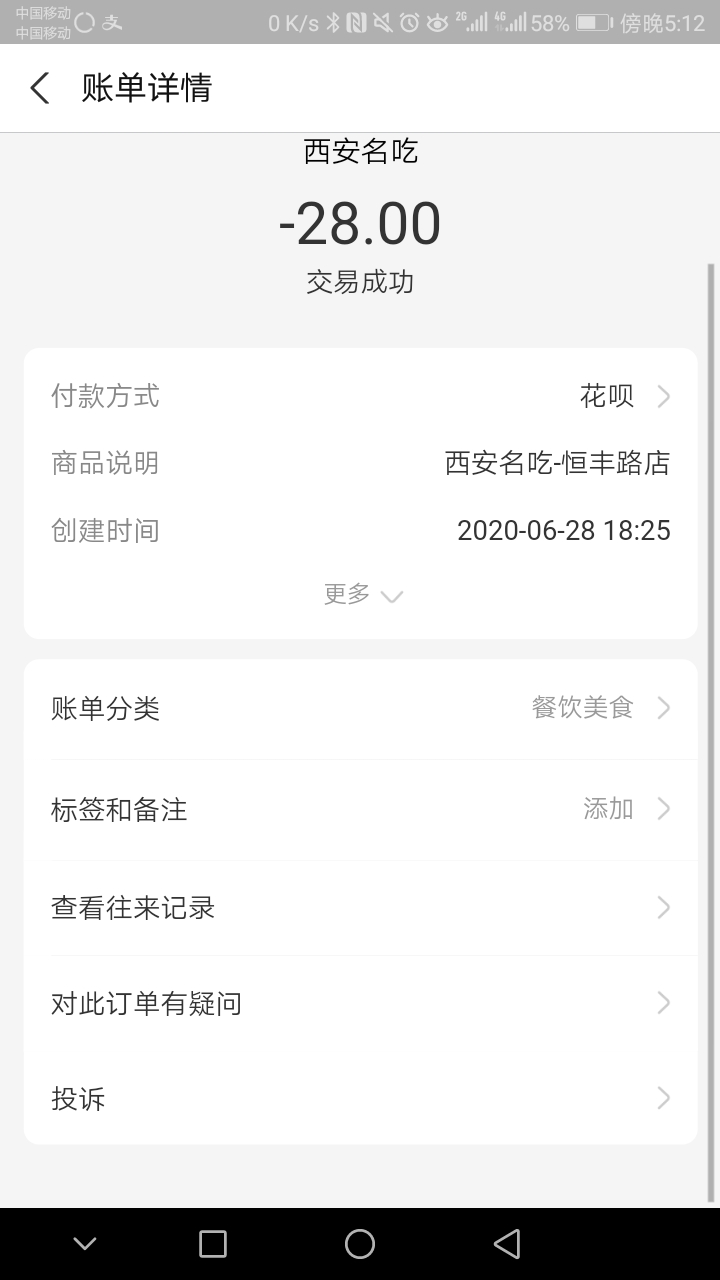 中国移动
中国移动 支 0 K/s 2G 4G 58% 傍晚5:12
账单详情
西安名吃
-28.00
交易成功
付款方式 花呗
商品说明 西安名吃-恒丰路店
创建时间 2020-06-28 18:25
更多
账单分类 餐饮美食
标签和备注 添加
查看往来记录
对此订单有疑问
投诉